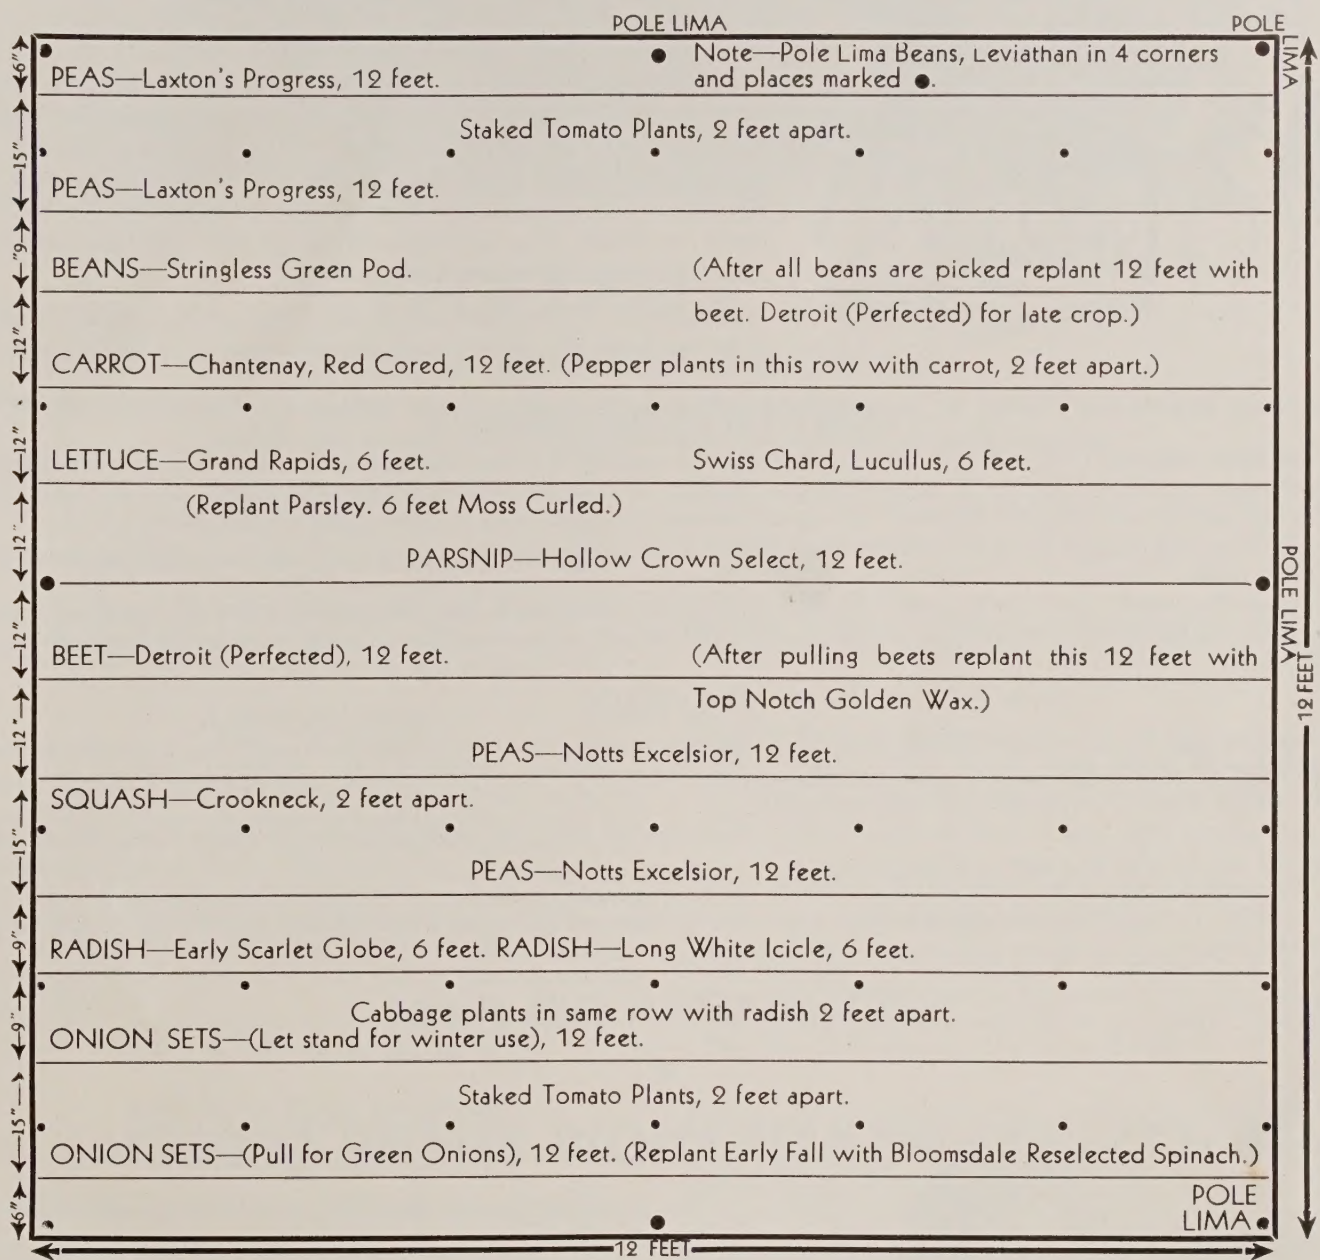 POLE LIMA
POLE
LIMA
6"
Note—Pole Lima Beans, Leviathan in 4 corners
and places marked ●.
PEAS—Laxton's Progress, 12 feet.
15"
Staked Tomato Plants, 2 feet apart.
PEAS—Laxton's Progress, 12 feet.
9"
BEANS—Stringless Green Pod.
(After all beans are picked replant 12 feet with
beet. Detroit (Perfected) for late crop.)
12"
CARROT—Chantenay, Red Cored, 12 feet. (Pepper plants in this row with carrot, 2 feet apart.)
12"
LETTUCE—Grand Rapids, 6 feet.
Swiss Chard, Lucullus, 6 feet.
(Replant Parsley. 6 feet Moss Curled.)
12"
PARSNIP—Hollow Crown Select, 12 feet.
POLE LIMA
12"
BEET—Detroit (Perfected), 12 feet.
(After pulling beets replant this 12 feet with
Top Notch Golden Wax.)
12 FEET
12"
PEAS—Notts Excelsior, 12 feet.
SQUASH—Crookneck, 2 feet apart.
15"
PEAS—Notts Excelsior, 12 feet.
9"
RADISH—Early Scarlet Globe, 6 feet. RADISH—Long White Icicle, 6 feet.
9"
Cabbage plants in same row with radish 2 feet apart.
ONION SETS—(Let stand for winter use), 12 feet.
15"
Staked Tomato Plants, 2 feet apart.
ONION SETS—(Pull for Green Onions), 12 feet. (Replant Early Fall with Bloomsdale Reselected Spinach.)
6"
POLE
LIMA
12 FEET